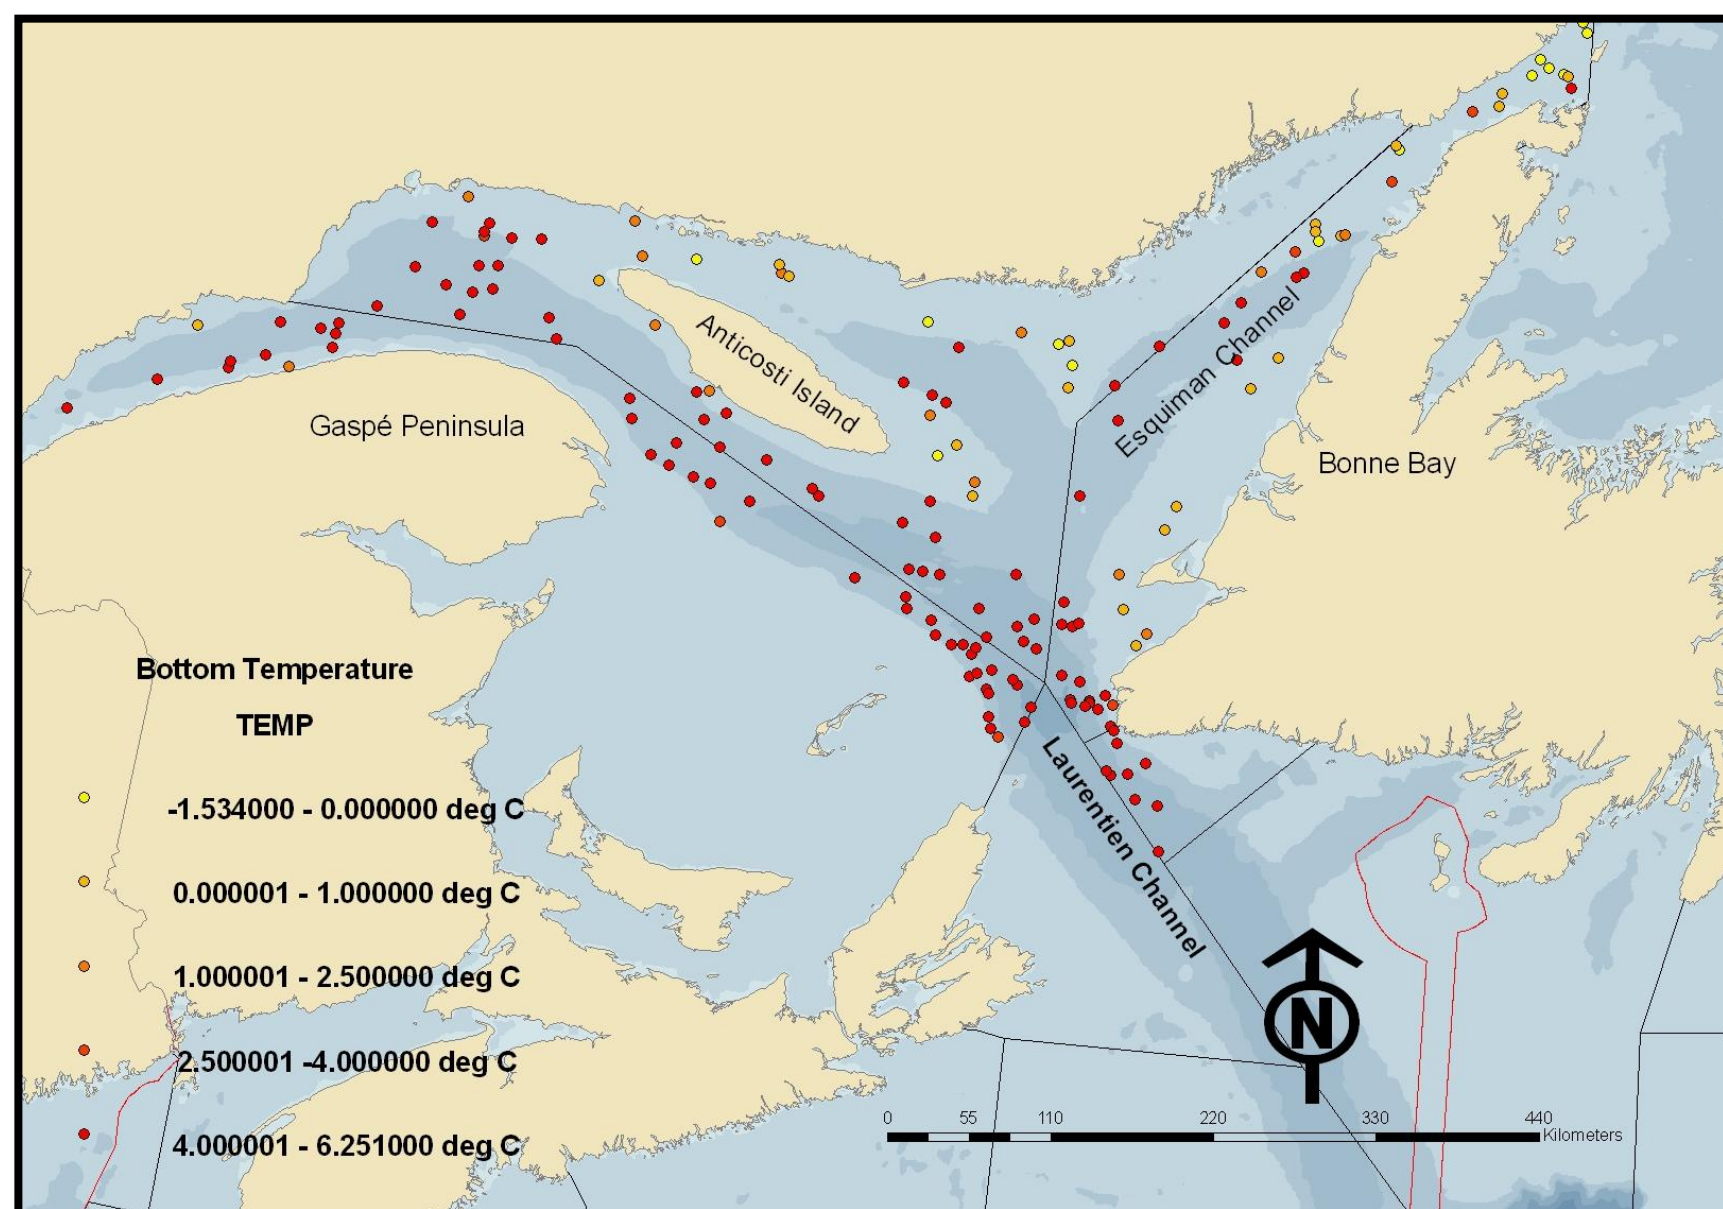 Anticosti Island
Esquiman Channel
Gaspé Peninsula
Bonne Bay
Bottom Temperature
TEMP
-1.534000 - 0.000000 deg C
0.000001 - 1.000000 deg C
1.000001 - 2.500000 deg C
2.500001 -4.000000 deg C
4.000001 - 6.251000 deg C
Laurentien Channel
N
0 55 110 220 330 440
Kilometers